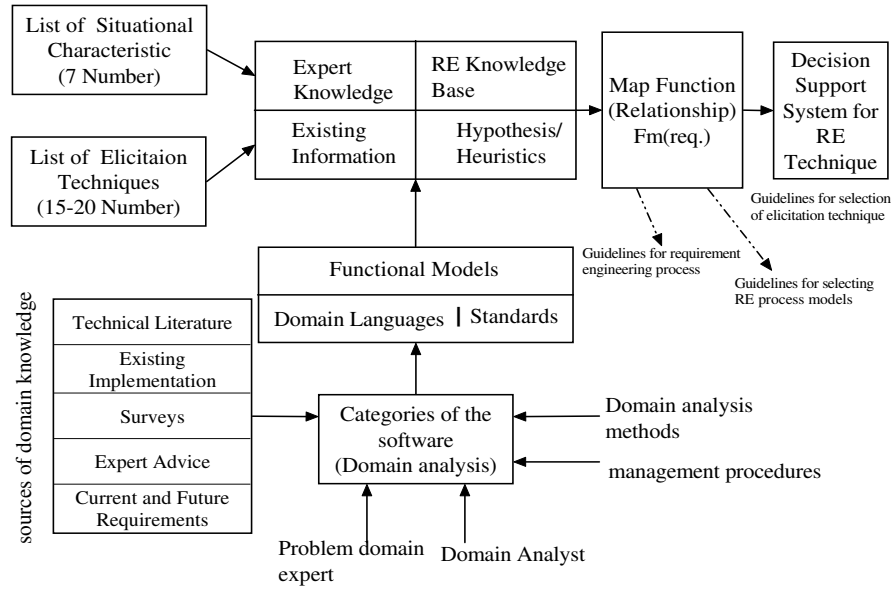 List of Situational
Characteristic
(7 Number)
List of Elicitaion
Techniques
(15-20 Number)
Expert
Knowledge
RE Knowledge
Base
Existing
Information
Hypothesis/
Heuristics
Map Function
(Relationship)
Fm(req.)
Decision
Support
System for
RE
Technique
Guidelines for selection
of elicitation technique
Guidelines for requirement
engineering process
Guidelines for selecting
RE process models
Functional Models
Domain Languages | Standards
sources of domain knowledge
Technical Literature
Existing
Implementation
Surveys
Expert Advice
Current and Future
Requirements
Categories of the
software
(Domain analysis)
Domain analysis
methods
management procedures
Problem domain
expert
Domain Analyst